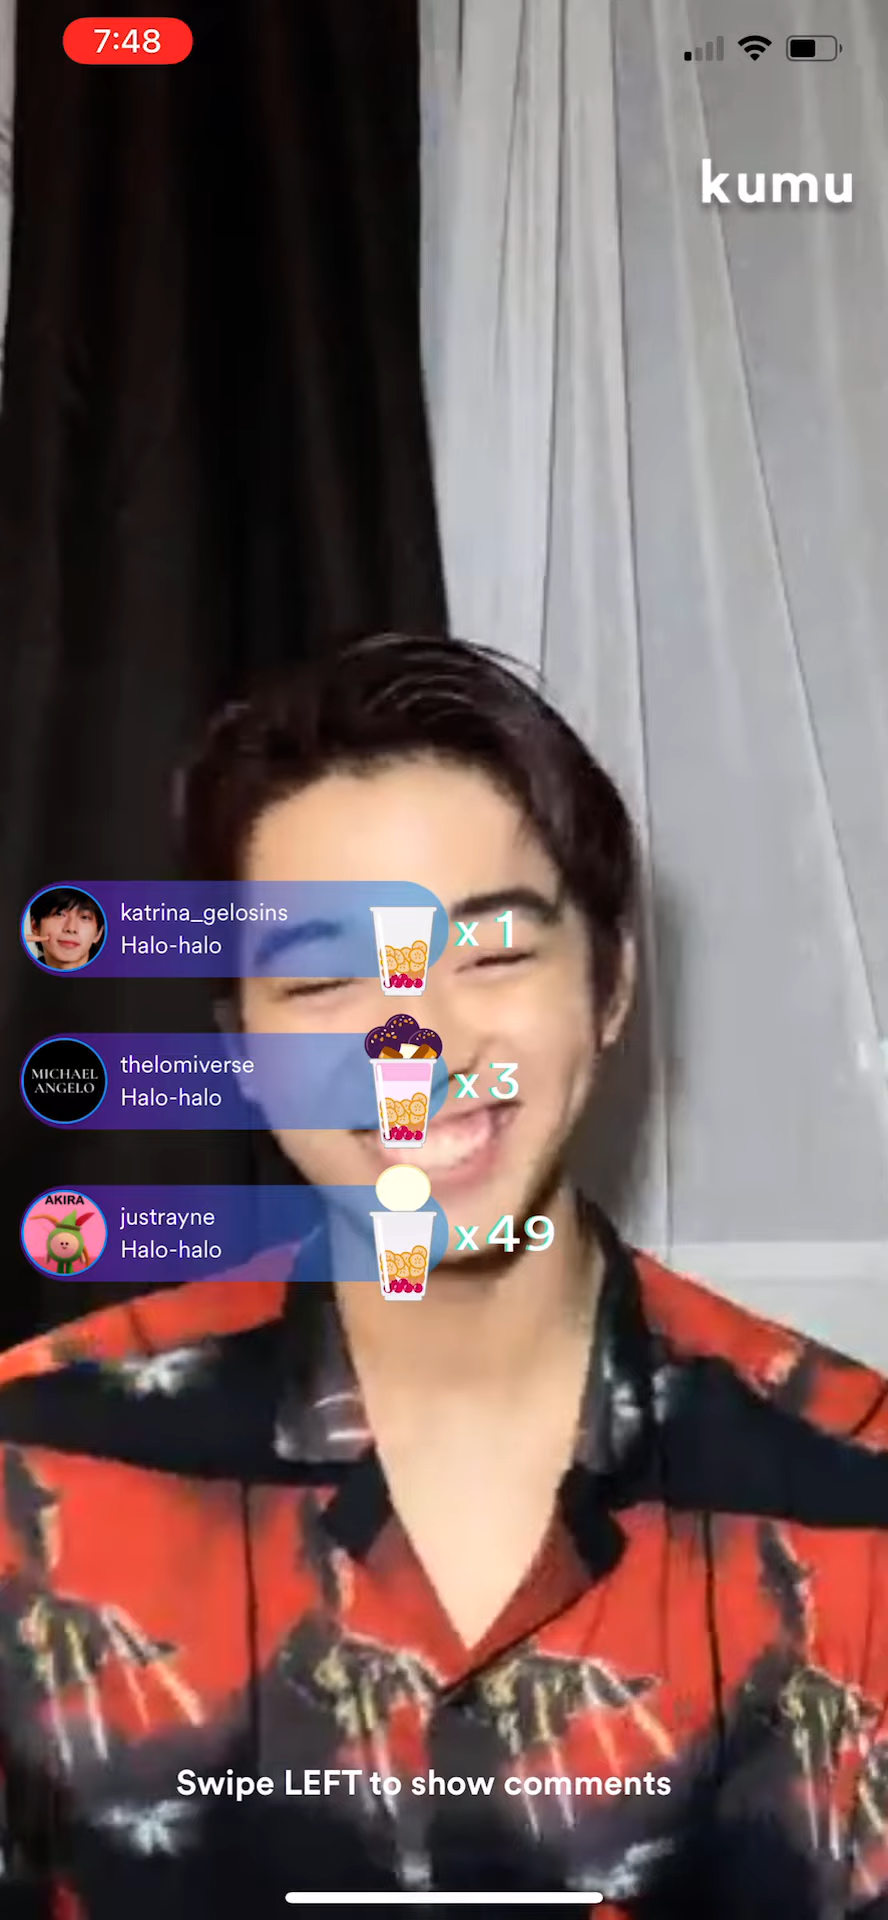 7:48
kumu
katrina_gelosins
Halo-halo
x 1
MICHAEL
ANGELO
thelomiverse
Halo-halo
x 3
AKIRA
justrayne
Halo-halo
x 49
Swipe LEFT to show comments